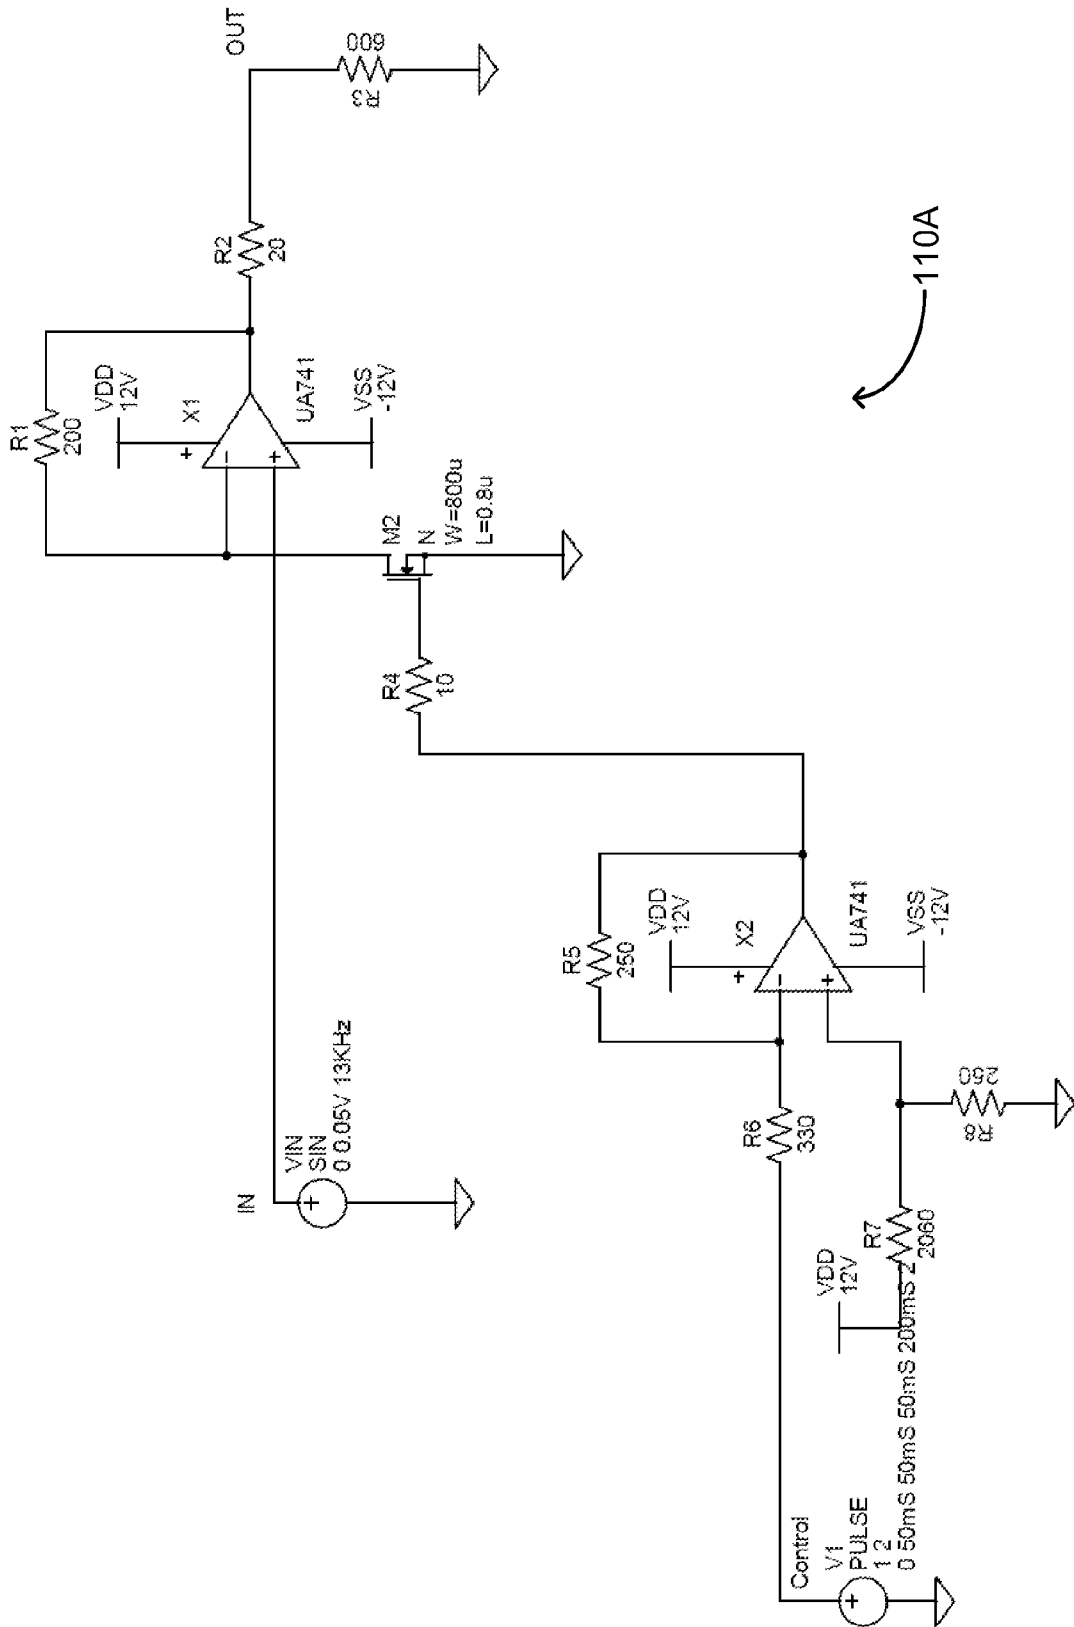 OUT
R3
600
R2
20
R1
200
VDD
12V
X1
+
-
+
UA741
VSS
-12V
M2
N
W=800u
L=0.8u
R4
10
110A
IN
VIN
SIN
0 0.05V 13KHz
+
R5
250
VDD
12V
X2
+
-
+
UA741
VSS
-12V
R6
330
R8
250
R7
2060
VDD
12V
Control
V1
PULSE
1 2
0 50mS 50mS 50mS 200mS 2
+